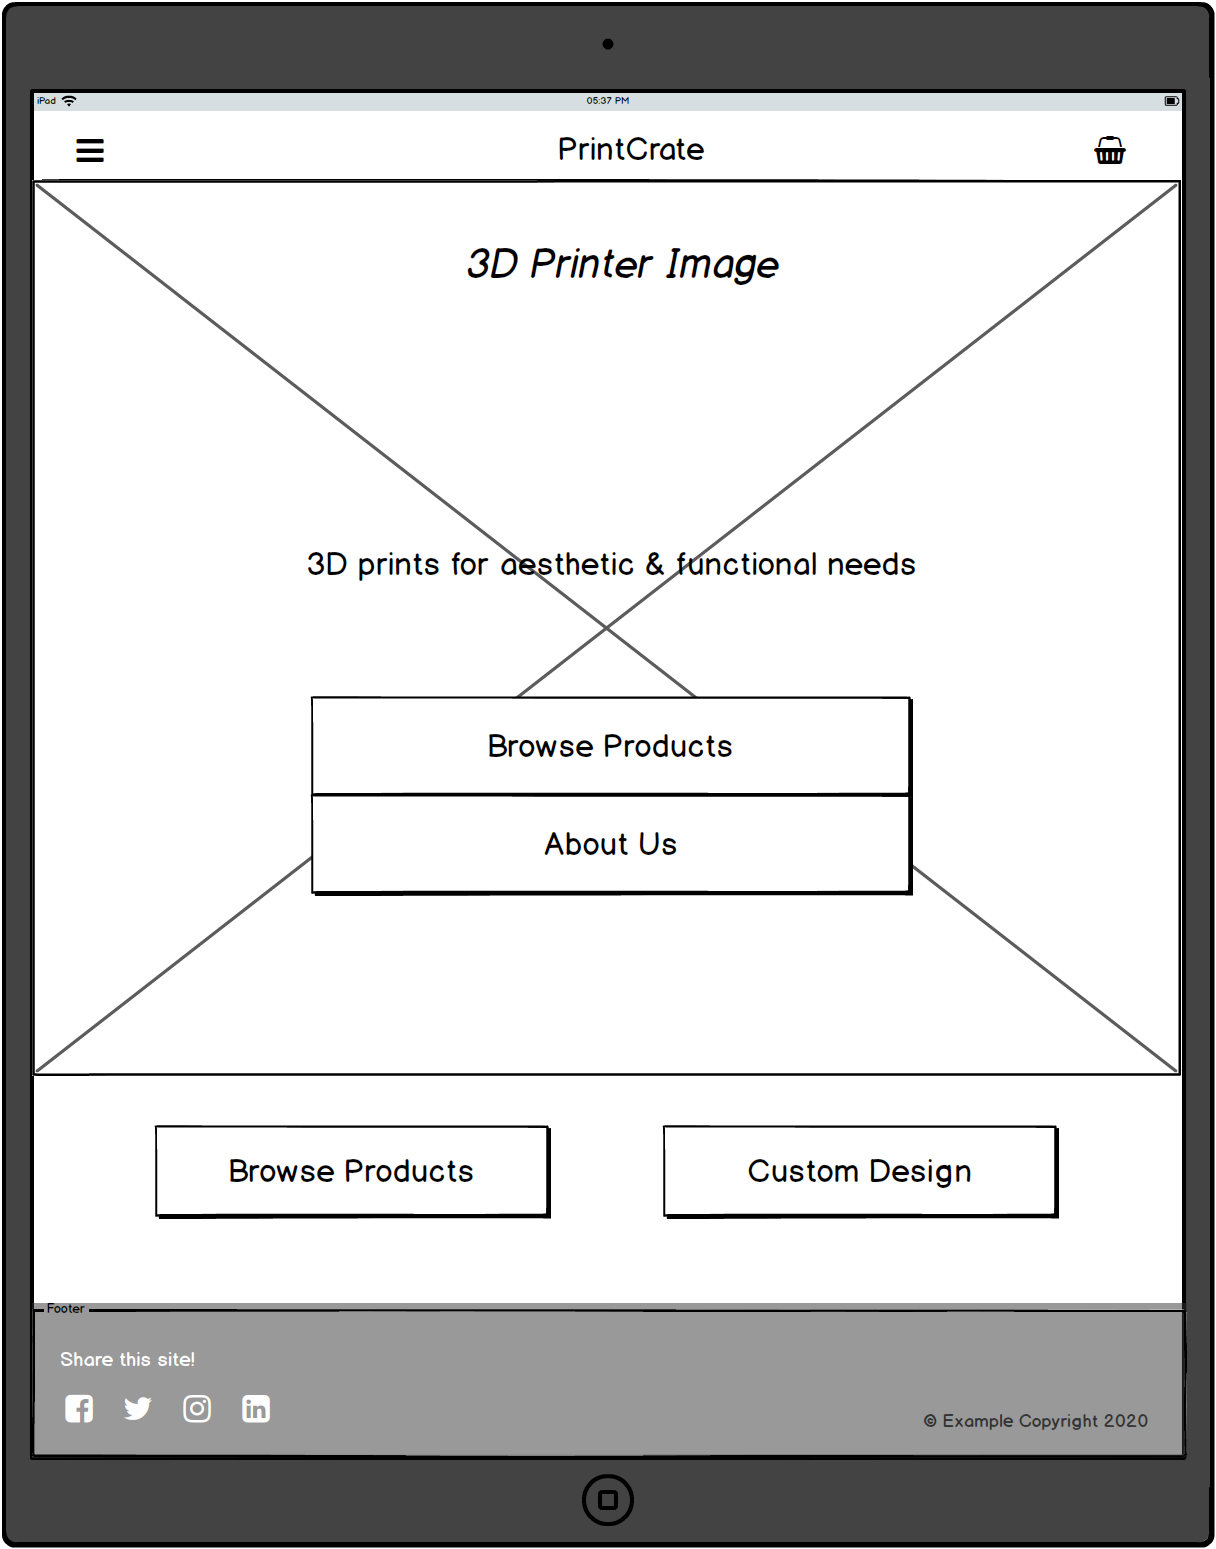 iPad
05:37 PM
PrintCrate
3D Printer Image
3D prints for aesthetic & functional needs
Browse Products
About Us
Browse Products
Custom Design
Footer
Share this site!
© Example Copyright 2020